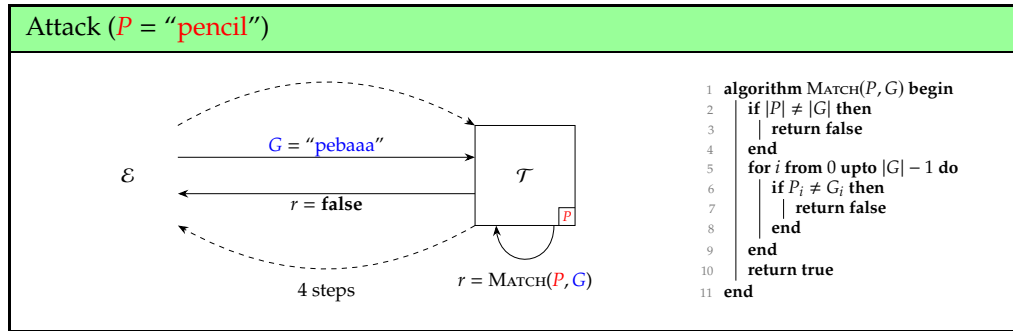 Attack (P = “pencil”)
G = “pebaaa”
ℰ
𝒯
r = false
P
r = Match(P, G)
4 steps
1 algorithm Match(P, G) begin
2 if |P| ≠ |G| then
3 return false
4 end
5 for i from 0 upto |G| − 1 do
6 if Pᵢ ≠ Gᵢ then
7 return false
8 end
9 end
10 return true
11 end